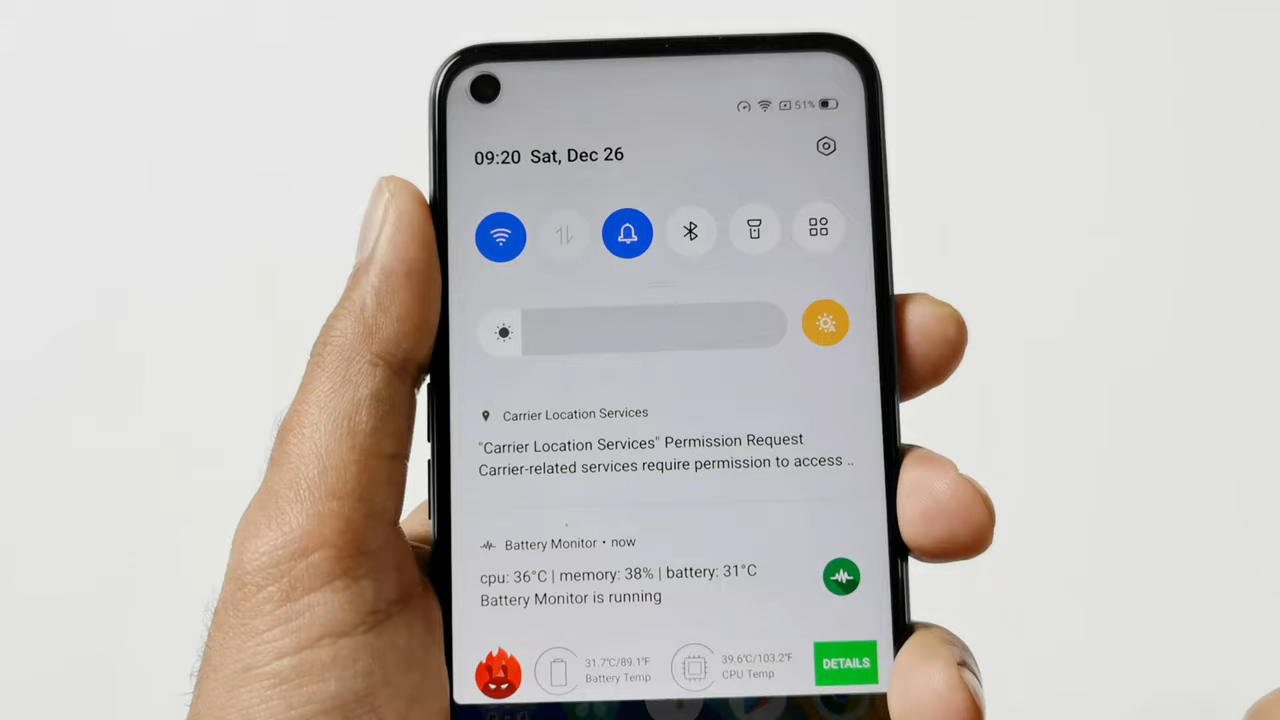 51%
09:20 Sat, Dec 26
Carrier Location Services
"Carrier Location Services" Permission Request
Carrier-related services require permission to access ..
Battery Monitor • now
cpu: 36°C | memory: 38% | battery: 31°C
Battery Monitor is running
31.7℃/89.1℉
Battery Temp
39.6℃/103.2℉
CPU Temp
DETAILS